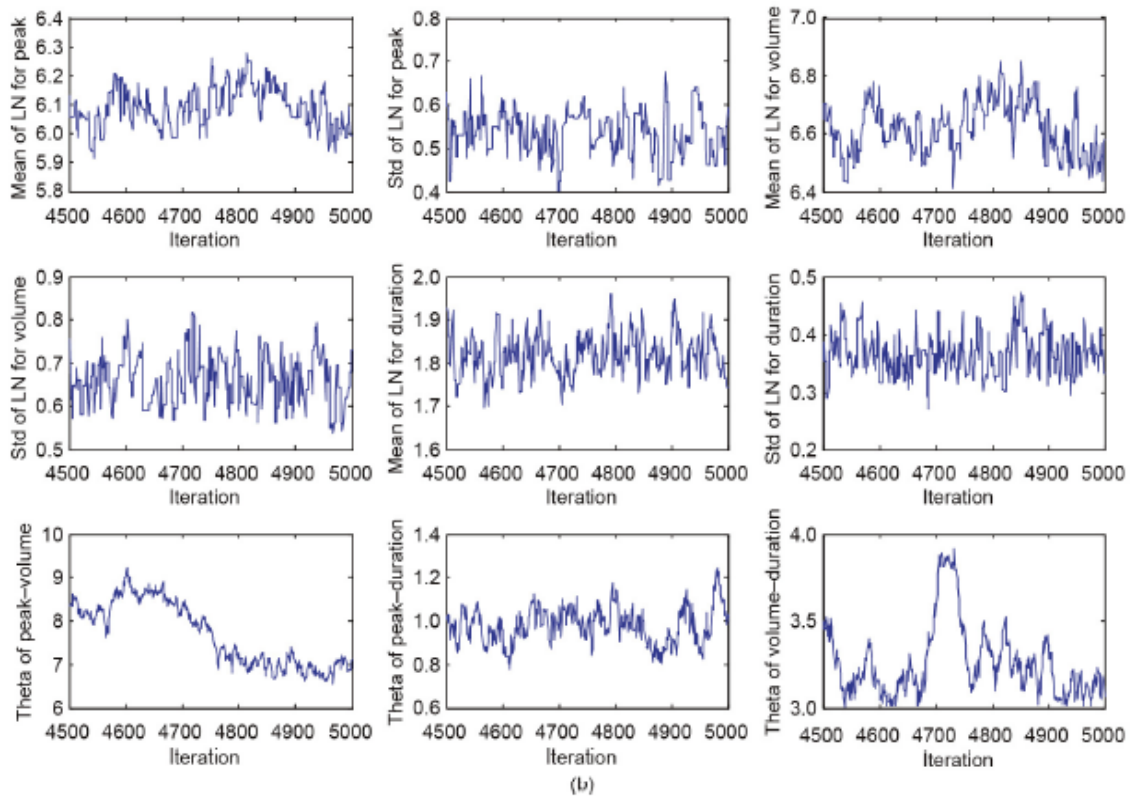 Mean of LN for peak
6.4
6.3
6.2
6.1
6.0
5.9
5.8
4500 4600 4700 4800 4900 5000
Iteration
Std of LN for peak
0.8
0.7
0.6
0.5
0.4
4500 4600 4700 4800 4900 5000
Iteration
Mean of LN for volume
7.0
6.8
6.6
6.4
4500 4600 4700 4800 4900 5000
Iteration
Std of LN for volume
0.9
0.8
0.7
0.6
0.5
4500 4600 4700 4800 4900 5000
Iteration
Mean of LN for duration
2.0
1.9
1.8
1.7
1.6
4500 4600 4700 4800 4900 5000
Iteration
Std of LN for duration
0.5
0.4
0.3
0.2
4500 4600 4700 4800 4900 5000
Iteration
Theta of peak–volume
10
9
8
7
6
4500 4600 4700 4800 4900 5000
Iteration
Theta of peak–duration
1.4
1.2
1.0
0.8
0.6
4500 4600 4700 4800 4900 5000
Iteration
Theta of volume–duration
4.0
3.5
3.0
4500 4600 4700 4800 4900 5000
Iteration
(b)